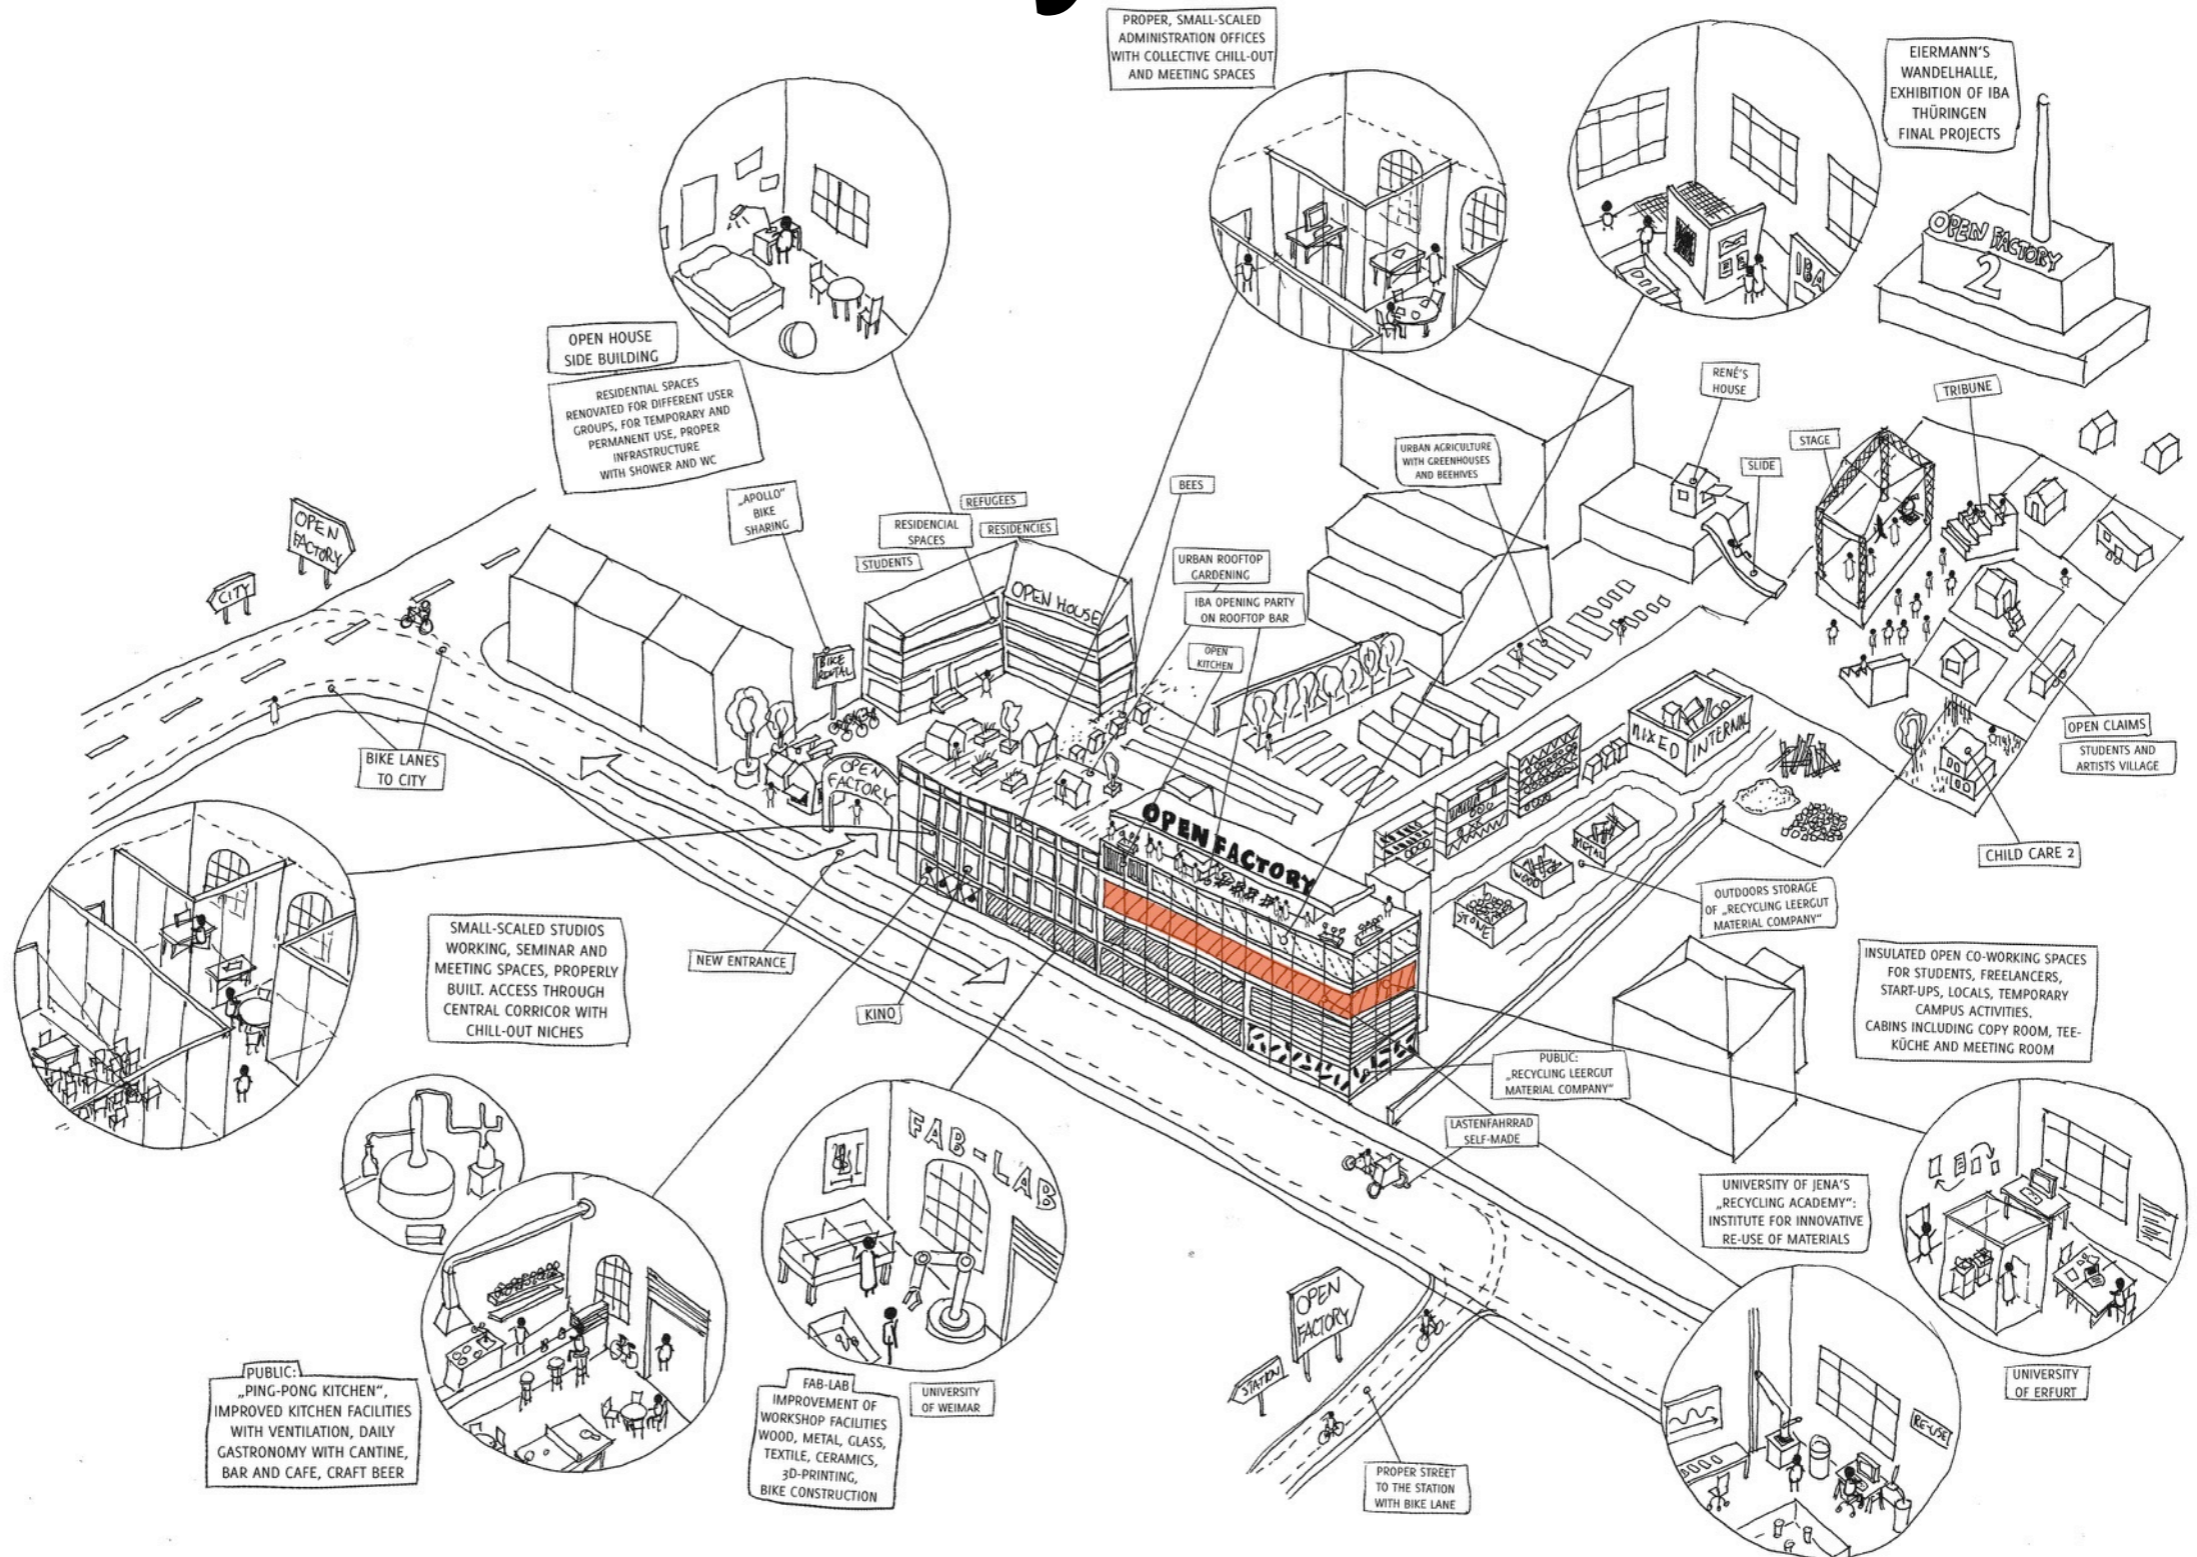 PROPER, SMALL-SCALED
ADMINISTRATION OFFICES
WITH COLLECTIVE CHILL-OUT
AND MEETING SPACES
EIERMANN'S
WANDELHALLE,
EXHIBITION OF IBA
THÜRINGEN
FINAL PROJECTS
IBA
OPEN FACTORY
2
OPEN HOUSE
SIDE BUILDING
RESIDENTIAL SPACES
RENOVATED FOR DIFFERENT USER
GROUPS, FOR TEMPORARY AND
PERMANENT USE, PROPER
INFRASTRUCTURE
WITH SHOWER AND WC
RENÉ'S
HOUSE
TRIBUNE
STAGE
SLIDE
URBAN AGRICULTURE
WITH GREENHOUSES
AND BEEHIVES
BEES
„APOLLO"
BIKE
SHARING
REFUGEES
RESIDENCIAL
SPACES
RESIDENCIES
STUDENTS
OPEN
FACTORY
CITY
OPEN HOUSE
URBAN ROOFTOP
GARDENING
IBA OPENING PARTY
ON ROOFTOP BAR
OPEN
KITCHEN
BIKE
RENTAL
BIKE LANES
TO CITY
OPEN
FACTORY
OPEN FACTORY
MIXED
INTERNN
METAL
WOOD
STONE
OPEN CLAIMS
STUDENTS AND
ARTISTS VILLAGE
CHILD CARE 2
OUTDOORS STORAGE
OF „RECYCLING LEERGUT
MATERIAL COMPANY"
SMALL-SCALED STUDIOS
WORKING, SEMINAR AND
MEETING SPACES, PROPERLY
BUILT. ACCESS THROUGH
CENTRAL CORRICOR WITH
CHILL-OUT NICHES
NEW ENTRANCE
KINO
INSULATED OPEN CO-WORKING SPACES
FOR STUDENTS, FREELANCERS,
START-UPS, LOCALS, TEMPORARY
CAMPUS ACTIVITIES.
CABINS INCLUDING COPY ROOM, TEE-
KÜCHE AND MEETING ROOM
PUBLIC:
„RECYCLING LEERGUT
MATERIAL COMPANY"
LASTENFAHRRAD
SELF-MADE
FAB-LAB
UNIVERSITY OF JENA'S
„RECYCLING ACADEMY":
INSTITUTE FOR INNOVATIVE
RE-USE OF MATERIALS
OPEN
FACTORY
STATION
PUBLIC:
„PING-PONG KITCHEN",
IMPROVED KITCHEN FACILITIES
WITH VENTILATION, DAILY
GASTRONOMY WITH CANTINE,
BAR AND CAFE, CRAFT BEER
FAB-LAB
IMPROVEMENT OF
WORKSHOP FACILITIES
WOOD, METAL, GLASS,
TEXTILE, CERAMICS,
3D-PRINTING,
BIKE CONSTRUCTION
UNIVERSITY
OF WEIMAR
UNIVERSITY
OF ERFURT
RE-USE
PROPER STREET
TO THE STATION
WITH BIKE LANE